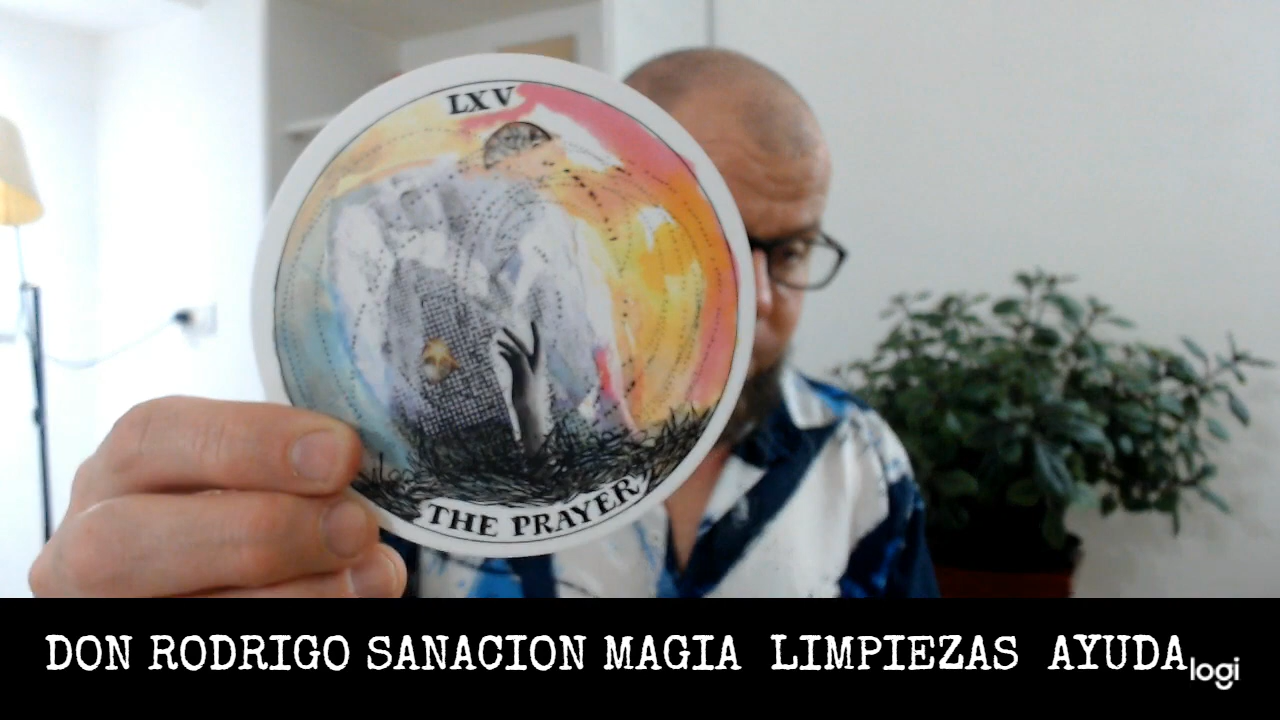 LXV
THE PRAYER
DON RODRIGO SANACION MAGIA LIMPIEZAS AYUDA
logi